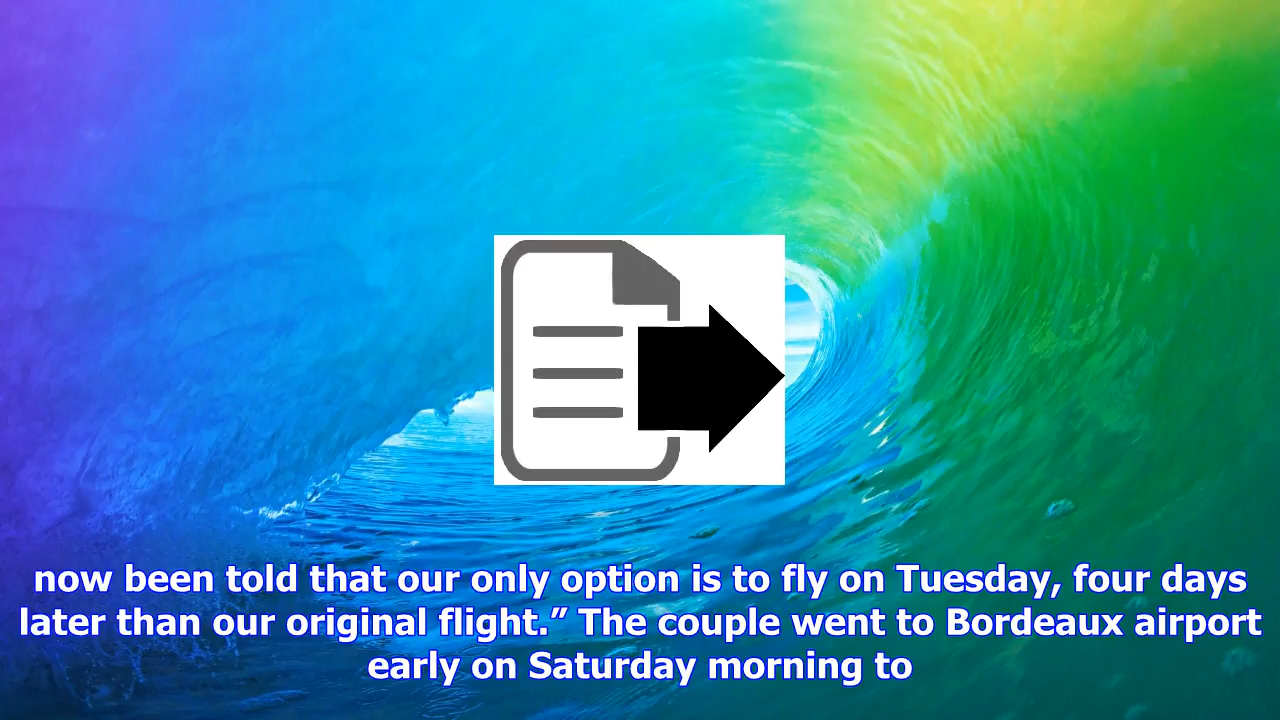 now been told that our only option is to fly on Tuesday, four days
later than our original flight.” The couple went to Bordeaux airport
early on Saturday morning to